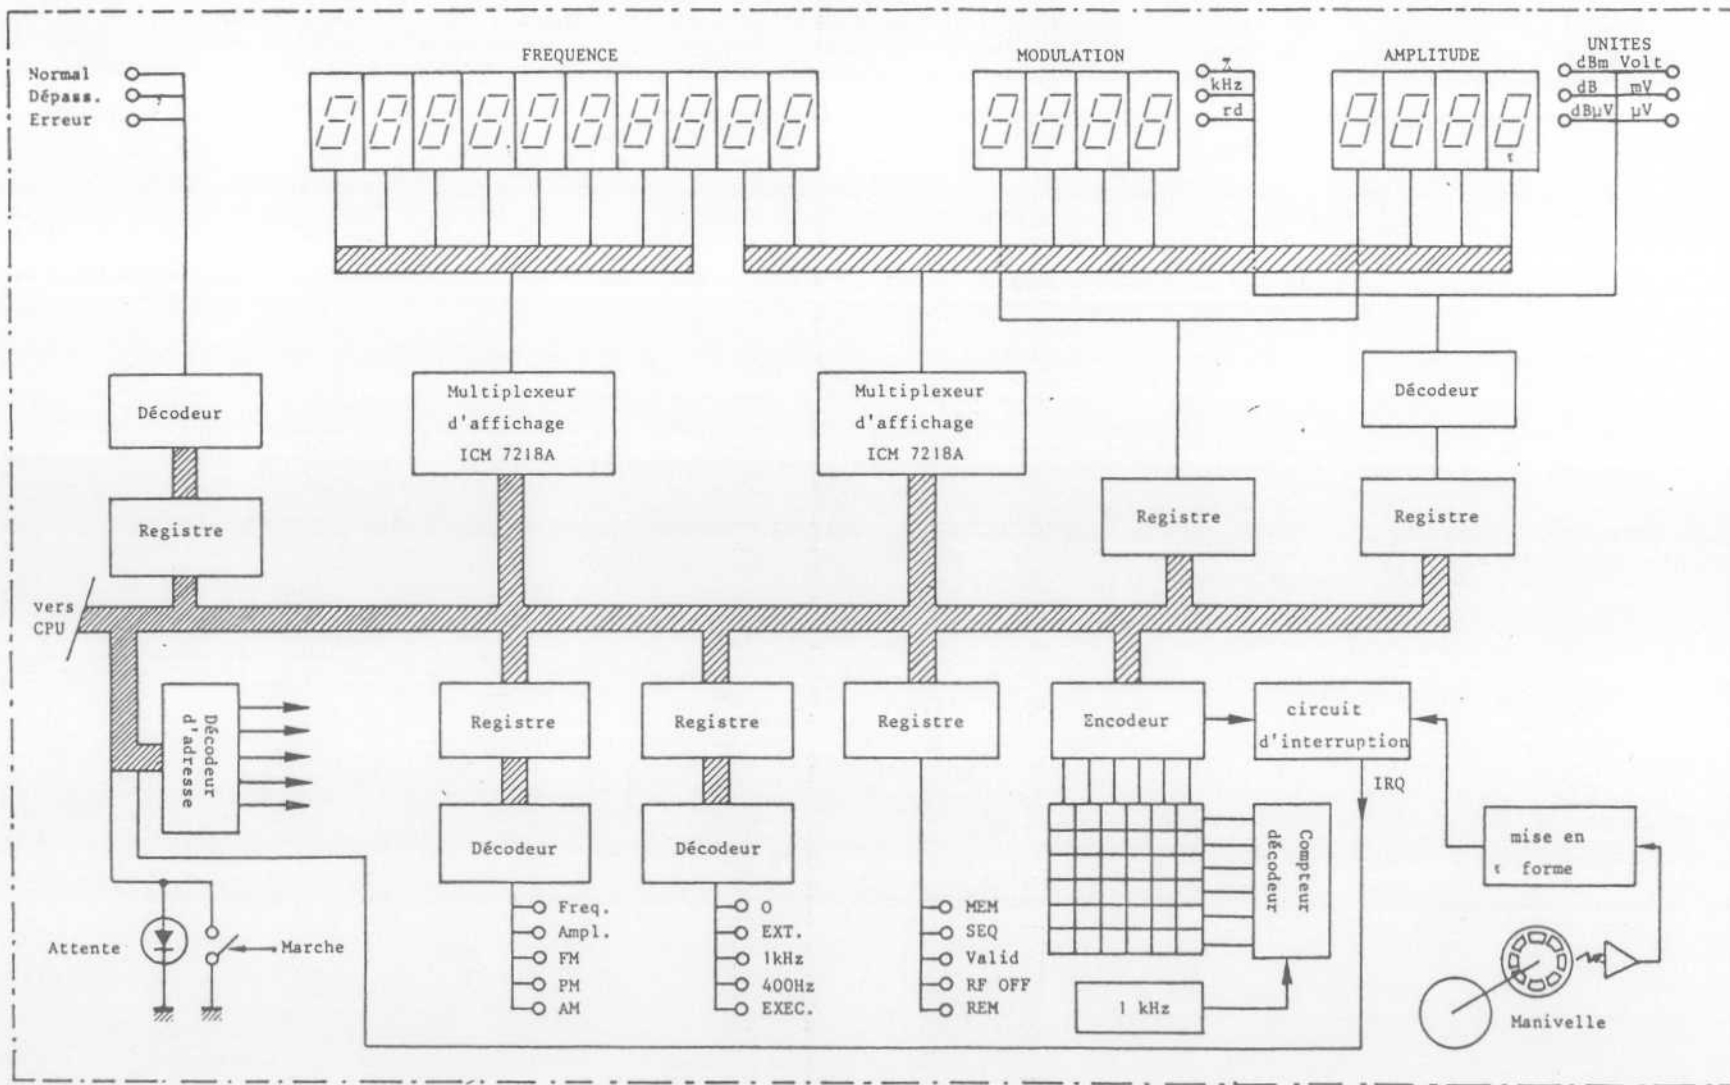 FREQUENCE
MODULATION
AMPLITUDE
UNITES
Normal
Dépass.
Erreur
%
kHz
rd
dBm Volt
dB mV
dBµV µV
Décodeur
Multiplexeur
d'affichage
ICM 7218A
Multiplexeur
d'affichage
ICM 7218A
Décodeur
Registre
Registre
Registre
vers
CPU
Décodeur
d'adresse
Registre
Registre
Registre
Encodeur
circuit
d'interruption
IRQ
Décodeur
Décodeur
Compteur
décodeur
mise en
forme
Attente
Marche
Freq.
Ampl.
FM
PM
AM
O
EXT.
1kHz
400Hz
EXEC.
MEM
SEQ
Valid
RF OFF
REM
1 kHz
Manivelle